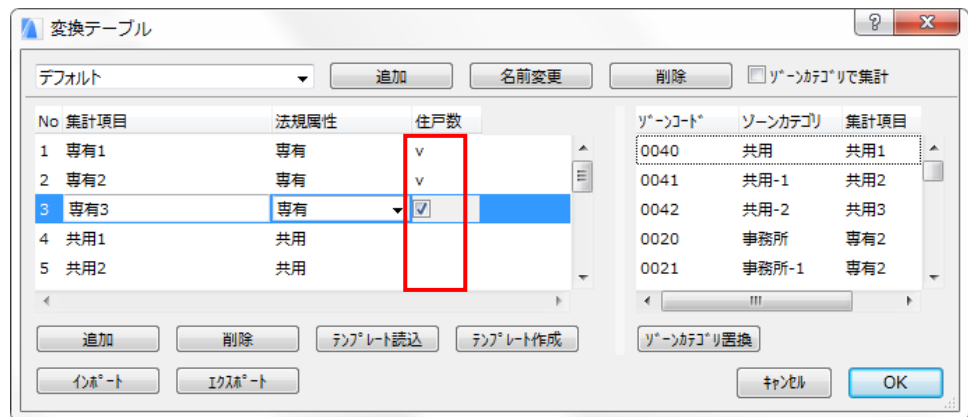 変換テーブル
デフォルト 追加 名前変更 削除 ｿﾞｰﾝｶﾃｺﾞﾘで集計
No 集計項目 法規属性 住戸数
1 専有1 専有 v
2 専有2 専有 v
3 専有3 専有
4 共用1 共用
5 共用2 共用
ｿﾞｰﾝｺｰﾄﾞ ゾーンカテゴリ 集計項目
0040 共用 共用1
0041 共用-1 共用2
0042 共用-2 共用3
0020 事務所 専有2
0021 事務所-1 専有2
追加 削除 ﾃﾝﾌﾟﾚｰﾄ読込 ﾃﾝﾌﾟﾚｰﾄ作成 ｿﾞｰﾝｶﾃｺﾞﾘ置換
ｲﾝﾎﾟｰﾄ ｴｸｽﾎﾟｰﾄ ｷｬﾝｾﾙ OK